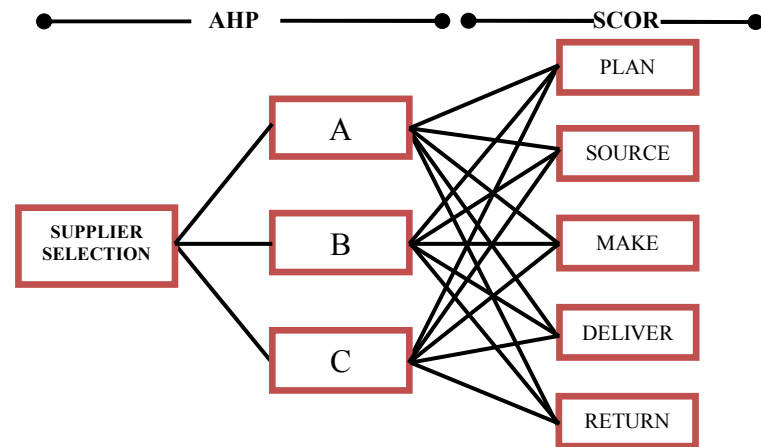 AHP
SCOR
PLAN
A
SOURCE
SUPPLIER
SELECTION
B
MAKE
C
DELIVER
RETURN